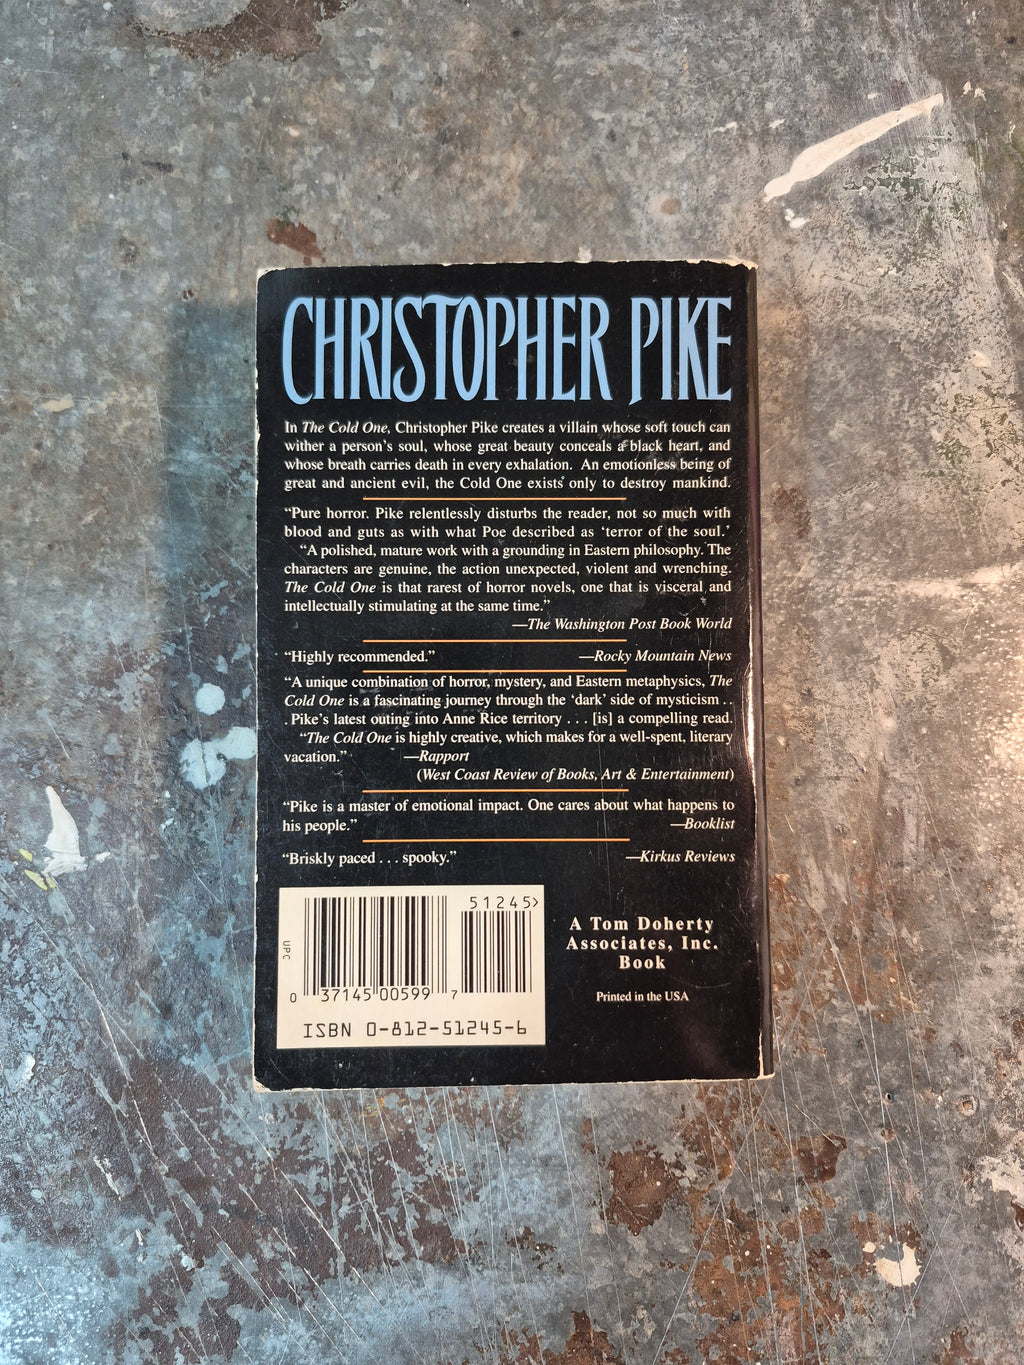 CHRISTOPHER PIKE
In The Cold One, Christopher Pike creates a villain whose soft touch can
wither a person's soul, whose great beauty conceals a black heart, and
whose breath carries death in every exhalation. An emotionless being of
great and ancient evil, the Cold One exists only to destroy mankind.
“Pure horror. Pike relentlessly disturbs the reader, not so much with
blood and guts as with what Poe described as ‘terror of the soul.’
“A polished, mature work with a grounding in Eastern philosophy. The
characters are genuine, the action unexpected, violent and wrenching.
The Cold One is that rarest of horror novels, one that is visceral and
intellectually stimulating at the same time.”
—The Washington Post Book World
“Highly recommended.” —Rocky Mountain News
“A unique combination of horror, mystery, and Eastern metaphysics, The
Cold One is a fascinating journey through the ‘dark’ side of mysticism . .
. Pike's latest outing into Anne Rice territory . . . [is] a compelling read.
“The Cold One is highly creative, which makes for a well-spent, literary
vacation.” —Rapport
(West Coast Review of Books, Art & Entertainment)
“Pike is a master of emotional impact. One cares about what happens to
his people.” —Booklist
“Briskly paced . . . spooky.” —Kirkus Reviews
51245>
UPC
0 37145 00599 7
ISBN 0-812-51245-6
A Tom Doherty
Associates, Inc.
Book
Printed in the USA